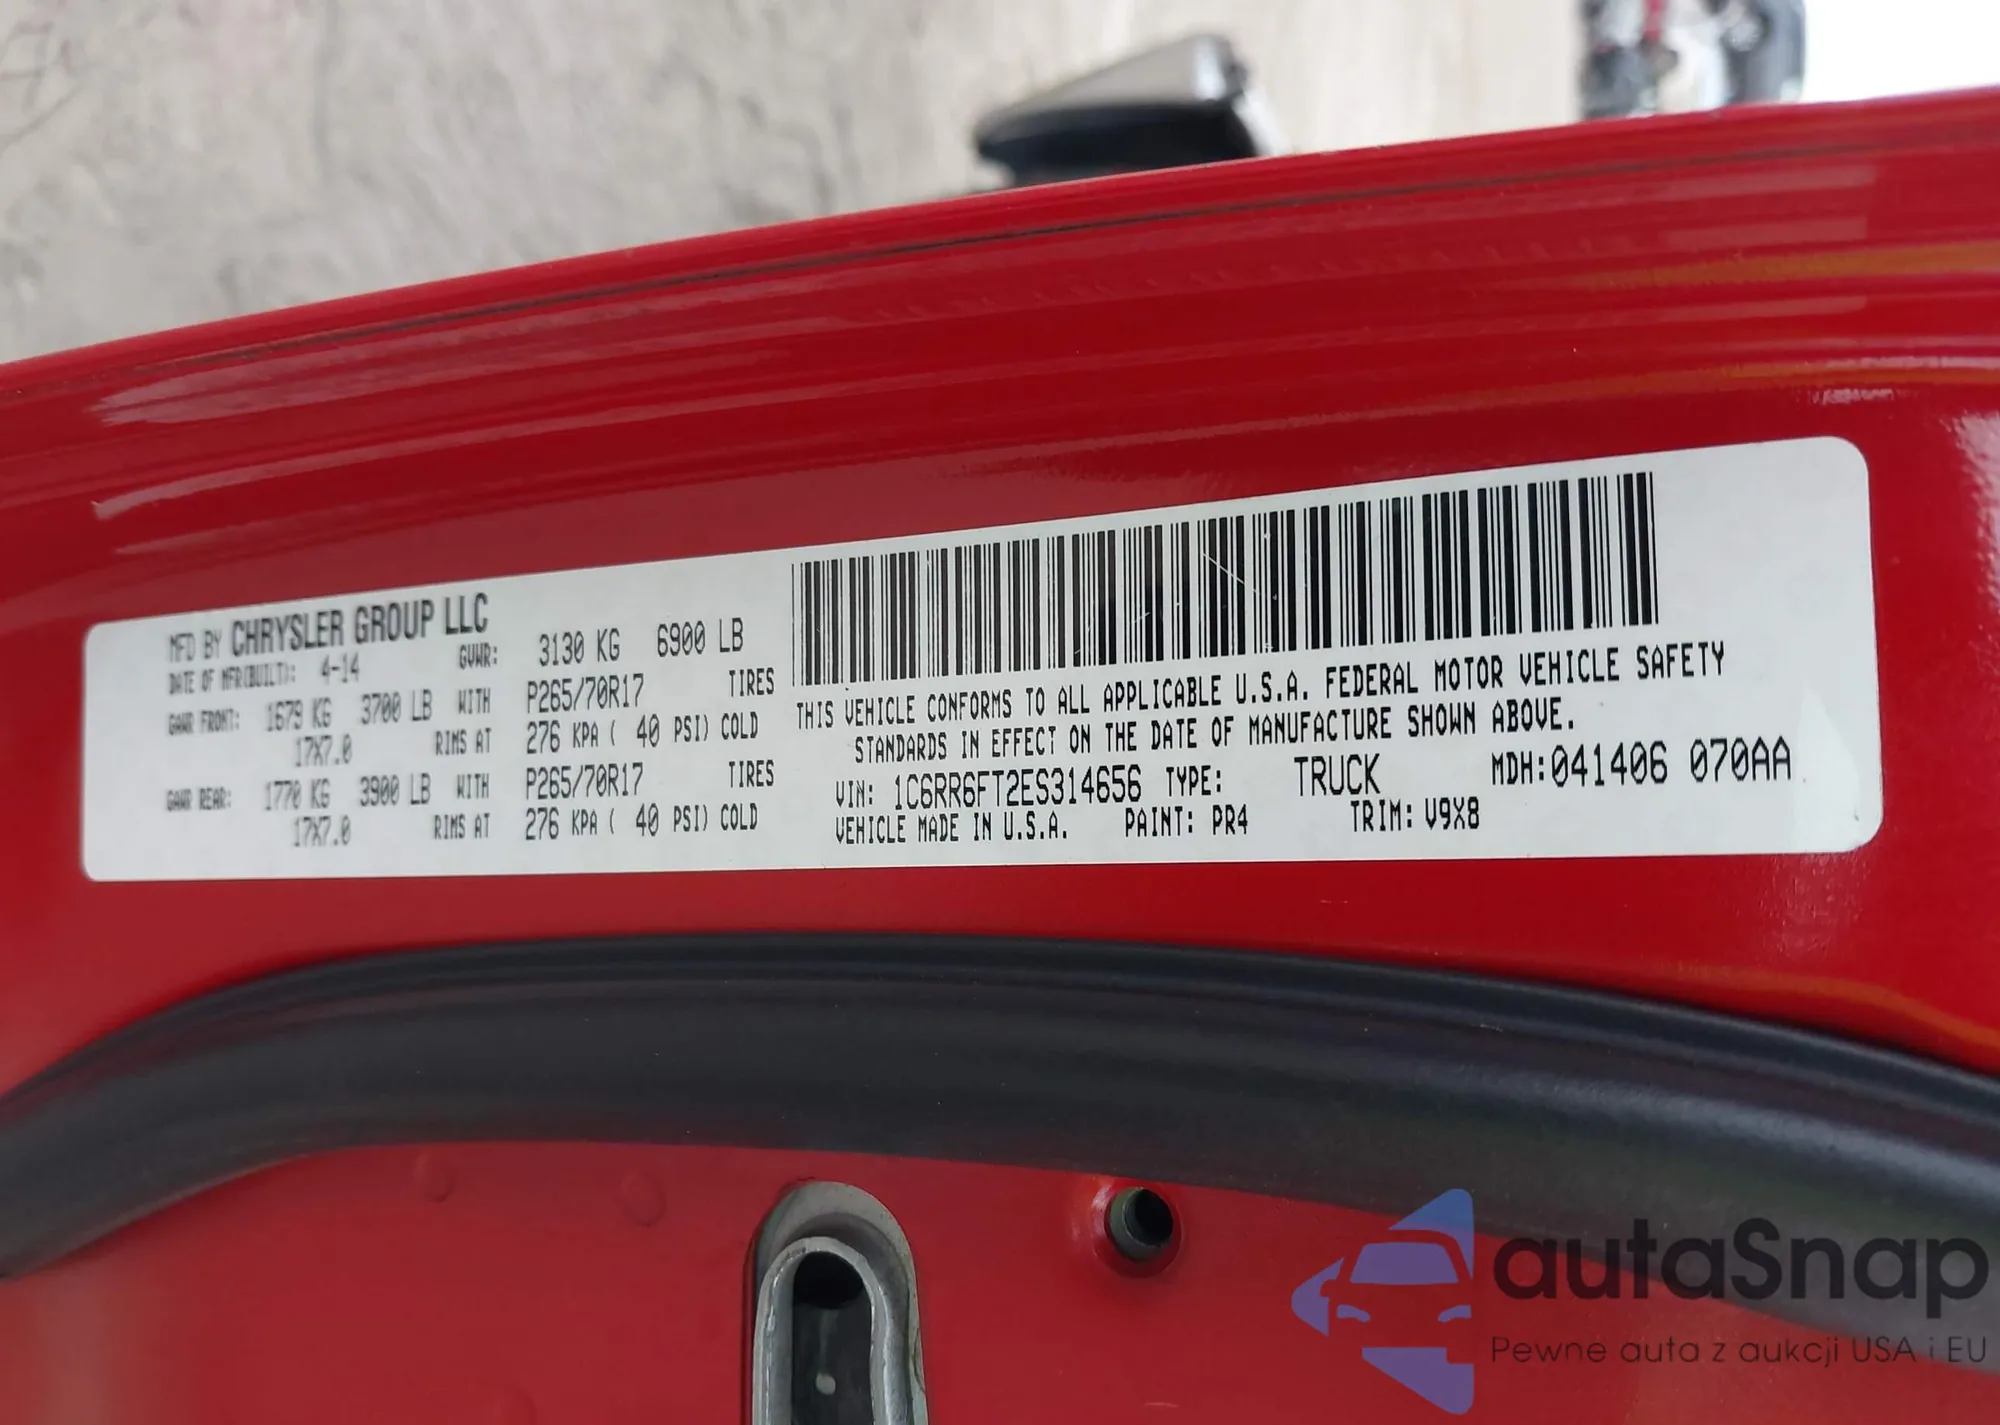 MFD BY CHRYSLER GROUP LLC
DATE OF MFR(BUILT): 4-14 GVWR: 3130 KG 6900 LB
GAWR FRONT: 1679 KG 3700 LB WITH P265/70R17 TIRES
17X7.0 RIMS AT 276 KPA ( 40 PSI) COLD
GAWR REAR: 1770 KG 3900 LB WITH P265/70R17 TIRES
17X7.0 RIMS AT 276 KPA ( 40 PSI) COLD
THIS VEHICLE CONFORMS TO ALL APPLICABLE U.S.A. FEDERAL MOTOR VEHICLE SAFETY
STANDARDS IN EFFECT ON THE DATE OF MANUFACTURE SHOWN ABOVE.
VIN: 1C6RR6FT2ES314656 TYPE: TRUCK MDH:041406 070AA
VEHICLE MADE IN U.S.A. PAINT: PR4 TRIM: V9X8
autaSnap
Pewne auta z aukcji USA i EU